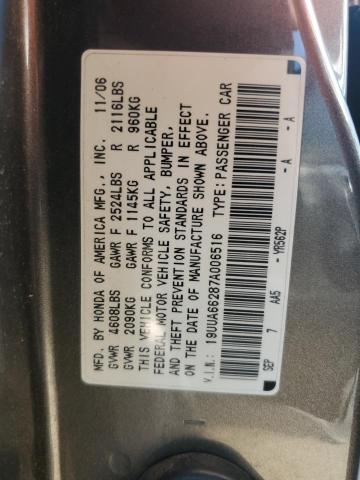 MFD. BY HONDA OF AMERICA MFG., INC. 11/06
GVWR 4608LBS GAWR F 2524LBS R 2116LBS
GVWR 2090KG GAWR F 1145KG R 960KG
THIS VEHICLE CONFORMS TO ALL APPLICABLE
FEDERAL MOTOR VEHICLE SAFETY, BUMPER,
AND THEFT PREVENTION STANDARDS IN EFFECT
ON THE DATE OF MANUFACTURE SHOWN ABOVE.
V.I.N.: 19UUA66287A006516 TYPE: PASSENGER CAR
SEP 7 AA5 - YR562P - A - A